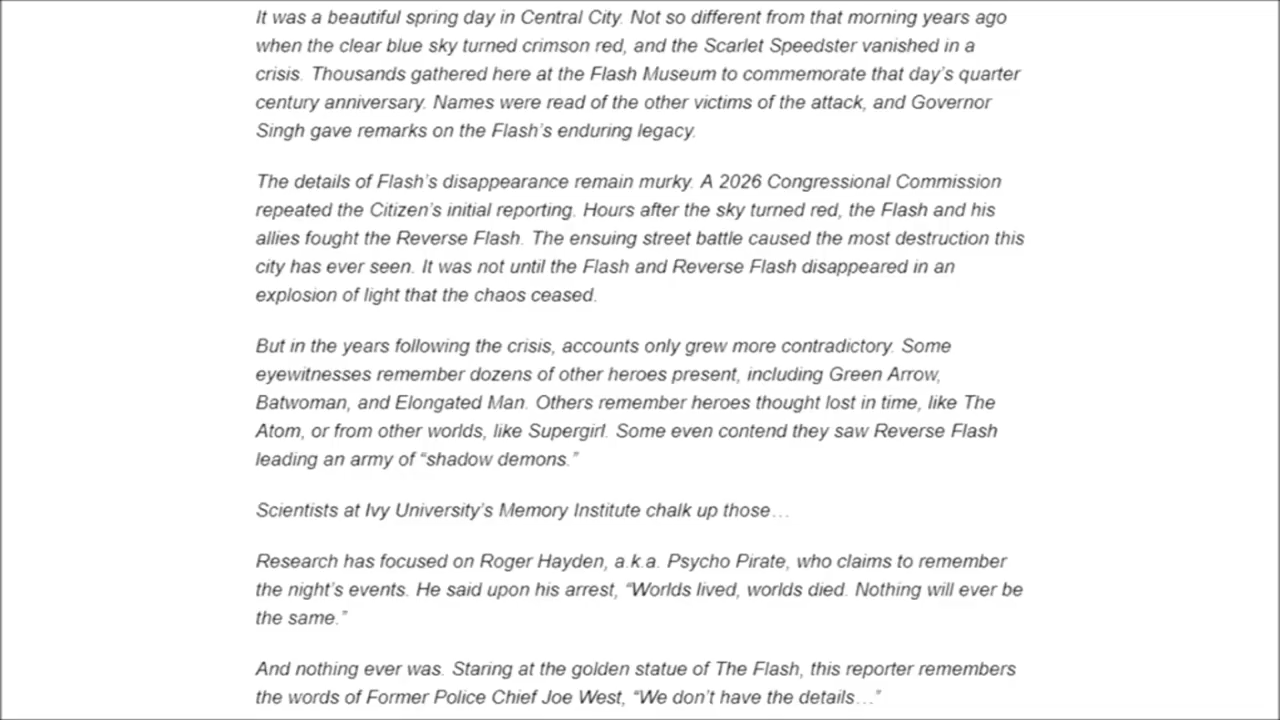 It was a beautiful spring day in Central City. Not so different from that morning years ago
when the clear blue sky turned crimson red, and the Scarlet Speedster vanished in a
crisis. Thousands gathered here at the Flash Museum to commemorate that day’s quarter
century anniversary. Names were read of the other victims of the attack, and Governor
Singh gave remarks on the Flash’s enduring legacy.
The details of Flash’s disappearance remain murky. A 2026 Congressional Commission
repeated the Citizen’s initial reporting. Hours after the sky turned red, the Flash and his
allies fought the Reverse Flash. The ensuing street battle caused the most destruction this
city has ever seen. It was not until the Flash and Reverse Flash disappeared in an
explosion of light that the chaos ceased.
But in the years following the crisis, accounts only grew more contradictory. Some
eyewitnesses remember dozens of other heroes present, including Green Arrow,
Batwoman, and Elongated Man. Others remember heroes thought lost in time, like The
Atom, or from other worlds, like Supergirl. Some even contend they saw Reverse Flash
leading an army of “shadow demons.”
Scientists at Ivy University’s Memory Institute chalk up those…
Research has focused on Roger Hayden, a.k.a. Psycho Pirate, who claims to remember
the night’s events. He said upon his arrest, “Worlds lived, worlds died. Nothing will ever be
the same.”
And nothing ever was. Staring at the golden statue of The Flash, this reporter remembers
the words of Former Police Chief Joe West, “We don’t have the details…”